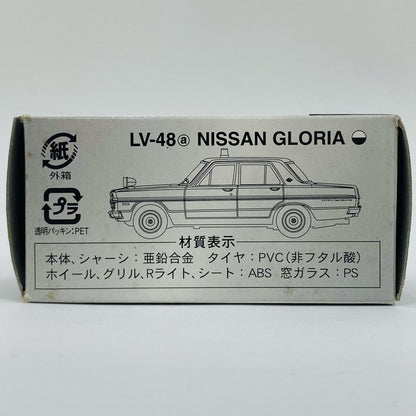 紙
外箱
プラ
透明パッキン:PET
LV-48ⓐ NISSAN GLORIA
材質表示
本体、シャーシ:亜鉛合金 タイヤ:PVC(非フタル酸)
ホイール、グリル、Rライト、シート:ABS 窓ガラス:PS